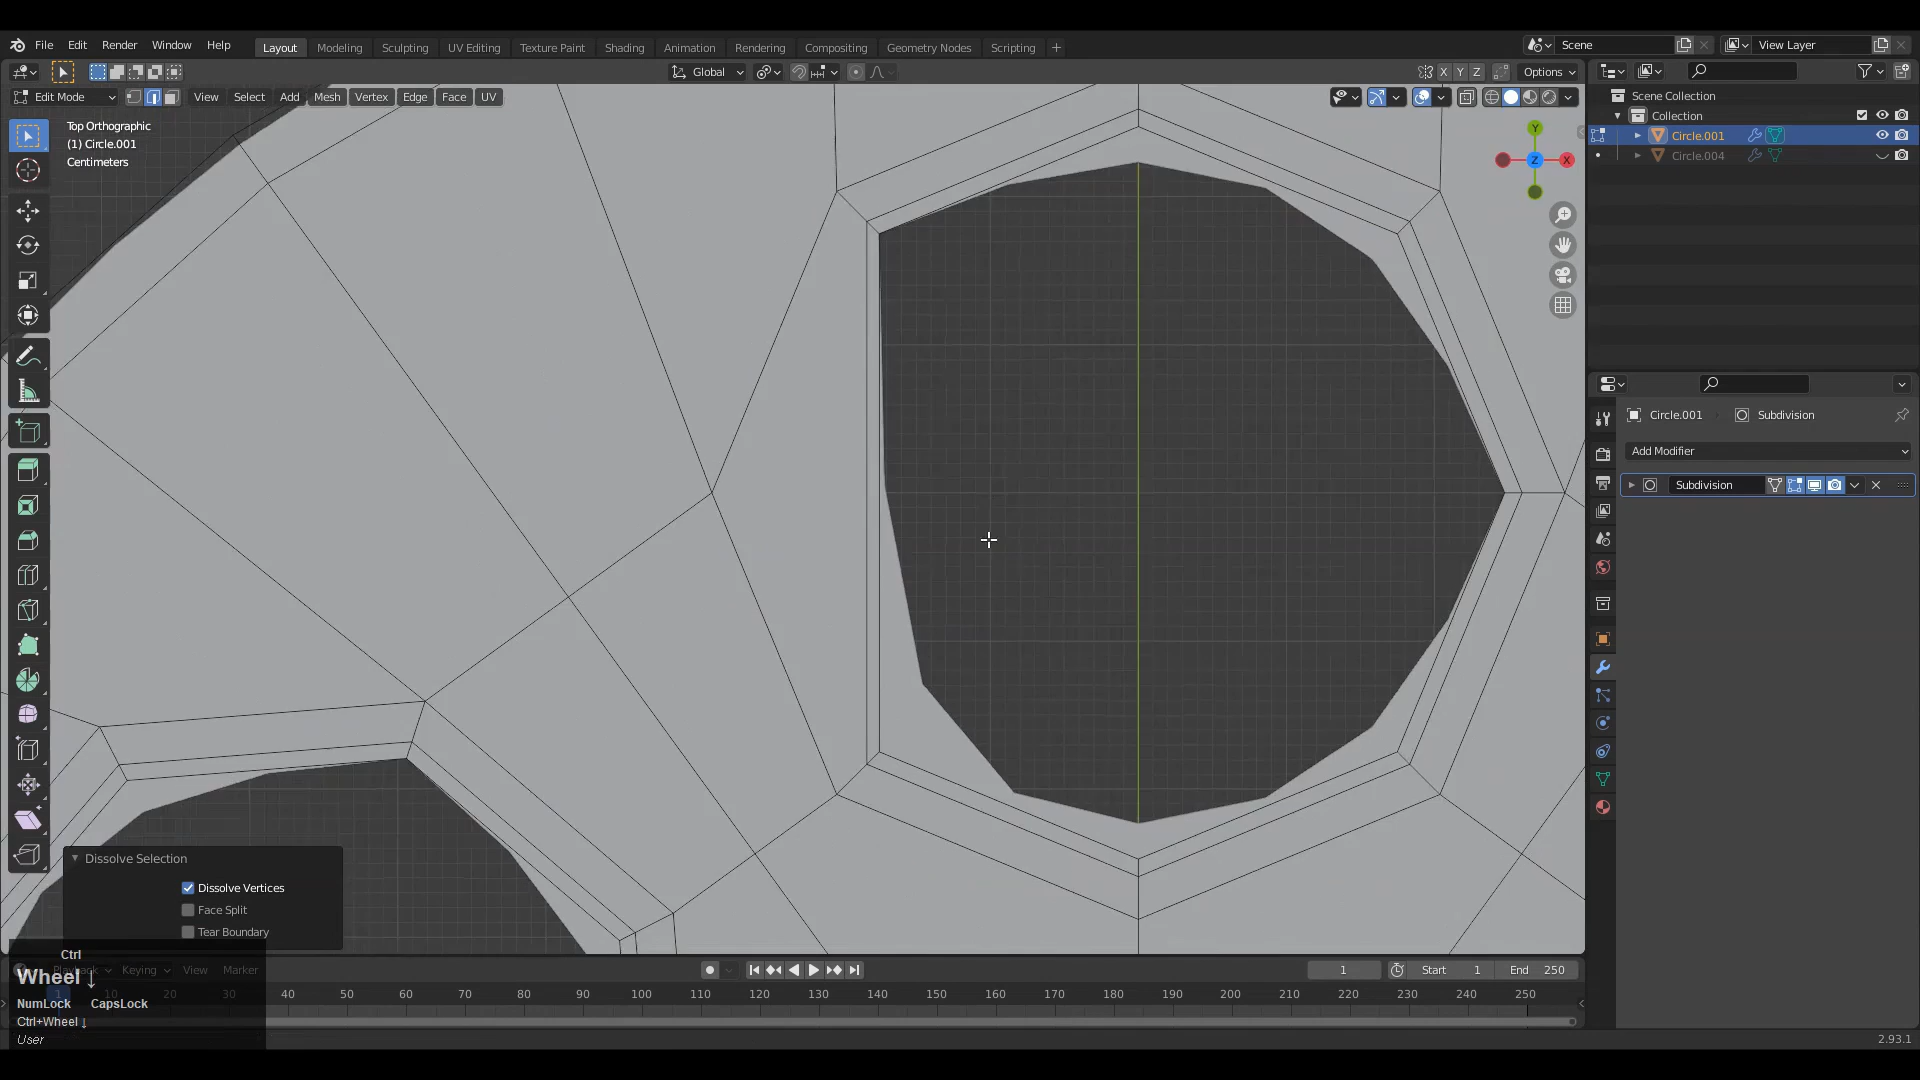 File Edit Render Window Help Layout Modeling Sculpting UV Editing Texture Paint Shading Animation Rendering Compositing Geometry Nodes Scripting + Scene View Layer
Global X Y Z Options
Edit Mode View Select Add Mesh Vertex Edge Face UV
Scene Collection
Collection
Circle.001
Circle.004
Top Orthographic
(1) Circle.001
Centimeters
Y
Z X
Circle.001 Subdivision
Add Modifier
Subdivision
Dissolve Selection
Dissolve Vertices
Face Split
Tear Boundary
Ctrl
Wheel ↓
NumLock CapsLock
Ctrl+Wheel ↓
User
Playback Keying View Marker 1 Start 1 End 250
1 10 20 30 40 50 60 70 80 90 100 110 120 130 140 150 160 170 180 190 200 210 220 230 240 250
2.93.1